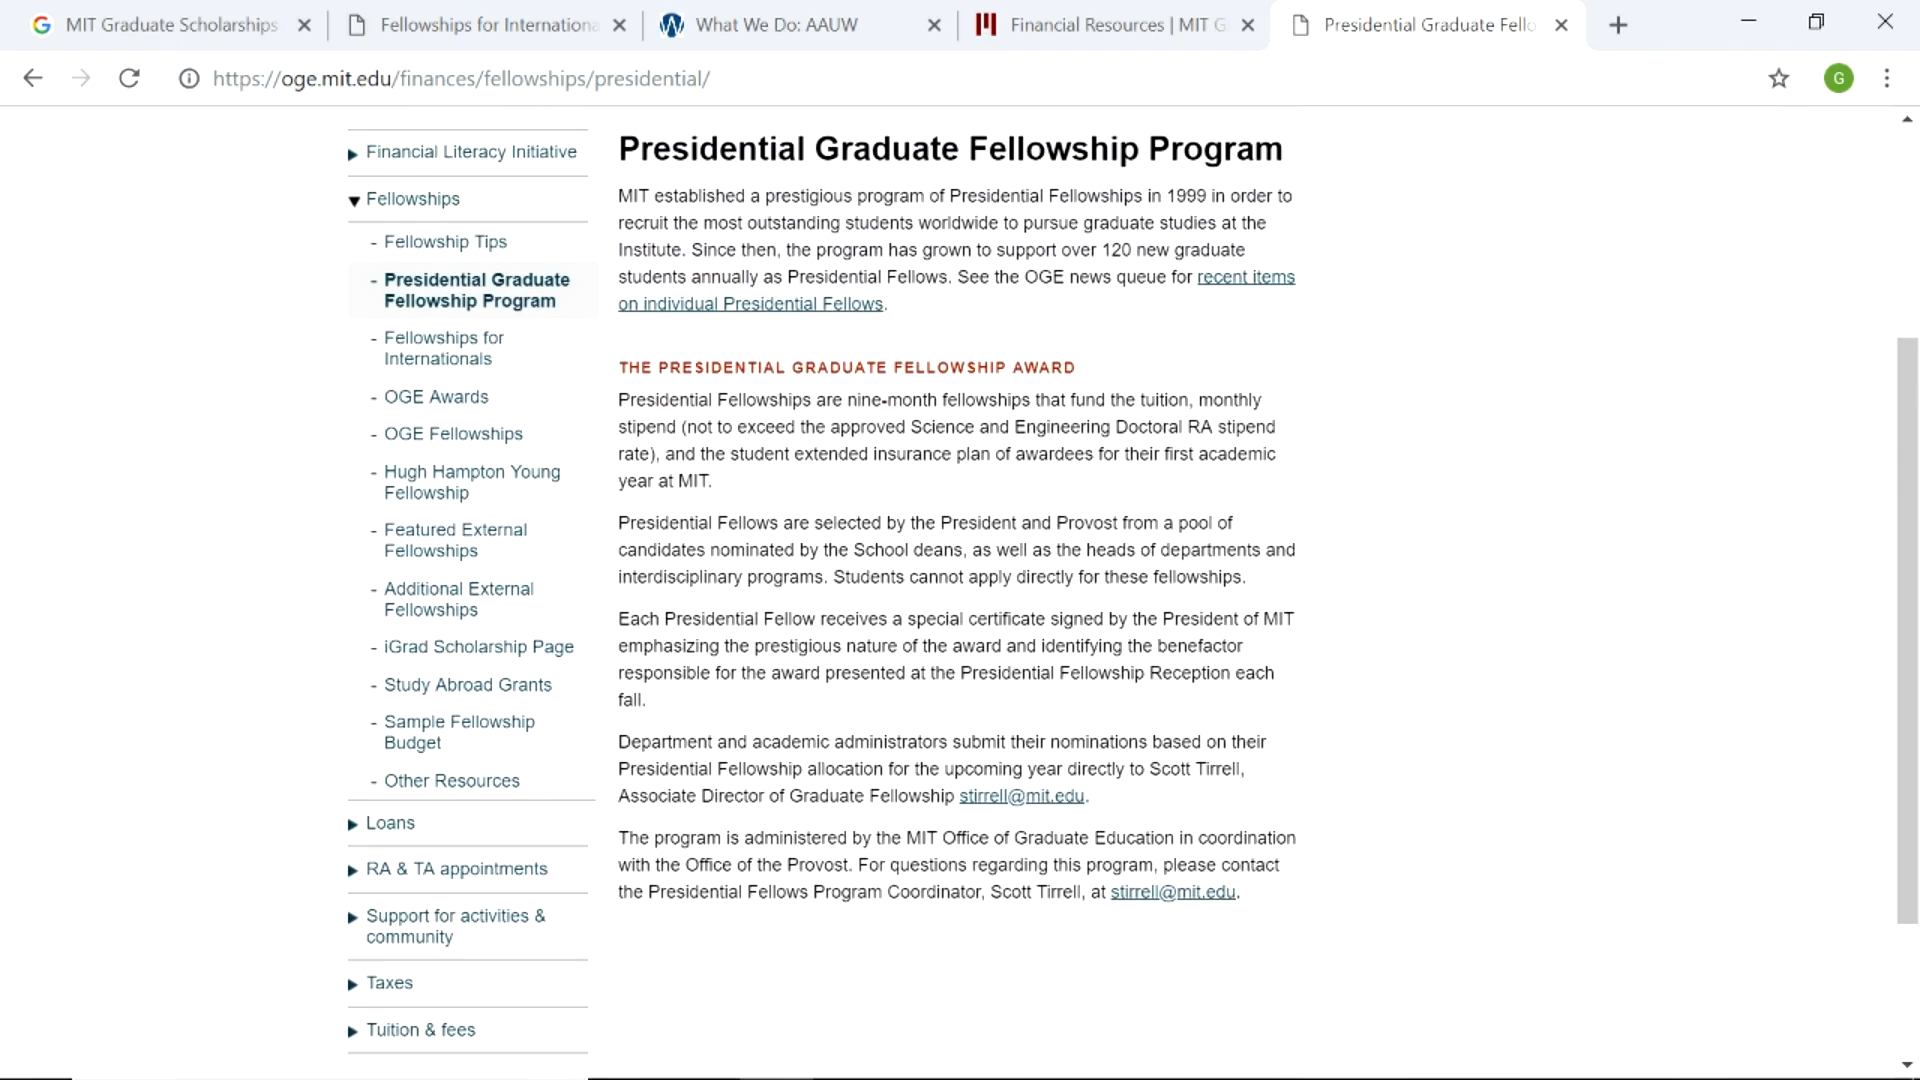 MIT Graduate Scholarships
Fellowships for Internationa
What We Do: AAUW
Financial Resources | MIT G
Presidential Graduate Fello
https://oge.mit.edu/finances/fellowships/presidential/
G
Financial Literacy Initiative
Fellowships
- Fellowship Tips
- Presidential Graduate
Fellowship Program
- Fellowships for
Internationals
- OGE Awards
- OGE Fellowships
- Hugh Hampton Young
Fellowship
- Featured External
Fellowships
- Additional External
Fellowships
- iGrad Scholarship Page
- Study Abroad Grants
- Sample Fellowship
Budget
- Other Resources
Loans
RA & TA appointments
Support for activities &
community
Taxes
Tuition & fees
Presidential Graduate Fellowship Program
MIT established a prestigious program of Presidential Fellowships in 1999 in order to
recruit the most outstanding students worldwide to pursue graduate studies at the
Institute. Since then, the program has grown to support over 120 new graduate
students annually as Presidential Fellows. See the OGE news queue for recent items
on individual Presidential Fellows.
THE PRESIDENTIAL GRADUATE FELLOWSHIP AWARD
Presidential Fellowships are nine-month fellowships that fund the tuition, monthly
stipend (not to exceed the approved Science and Engineering Doctoral RA stipend
rate), and the student extended insurance plan of awardees for their first academic
year at MIT.
Presidential Fellows are selected by the President and Provost from a pool of
candidates nominated by the School deans, as well as the heads of departments and
interdisciplinary programs. Students cannot apply directly for these fellowships.
Each Presidential Fellow receives a special certificate signed by the President of MIT
emphasizing the prestigious nature of the award and identifying the benefactor
responsible for the award presented at the Presidential Fellowship Reception each
fall.
Department and academic administrators submit their nominations based on their
Presidential Fellowship allocation for the upcoming year directly to Scott Tirrell,
Associate Director of Graduate Fellowship stirrell@mit.edu.
The program is administered by the MIT Office of Graduate Education in coordination
with the Office of the Provost. For questions regarding this program, please contact
the Presidential Fellows Program Coordinator, Scott Tirrell, at stirrell@mit.edu.